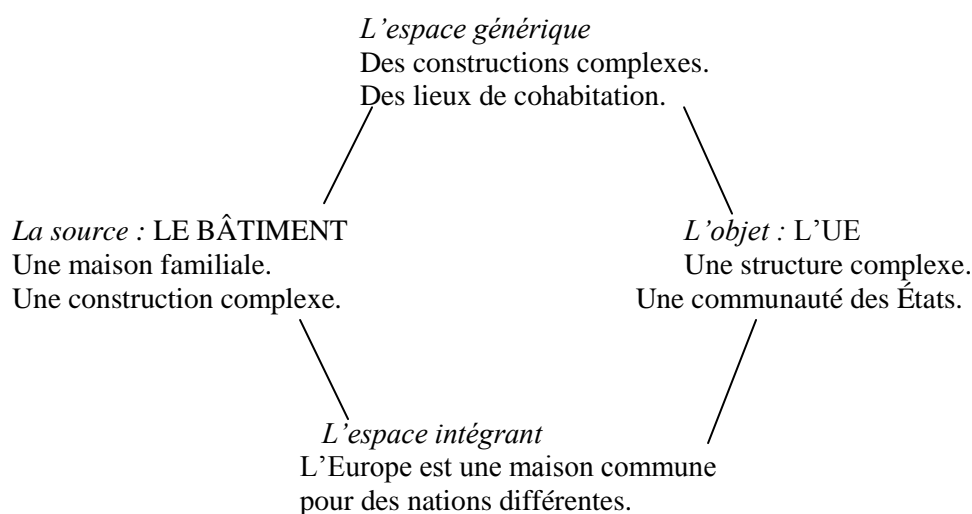 L’espace générique
Des constructions complexes.
Des lieux de cohabitation.
La source : LE BÂTIMENT
Une maison familiale.
Une construction complexe.
L’objet : L’UE
Une structure complexe.
Une communauté des États.
L’espace intégrant
L’Europe est une maison commune
pour des nations différentes.